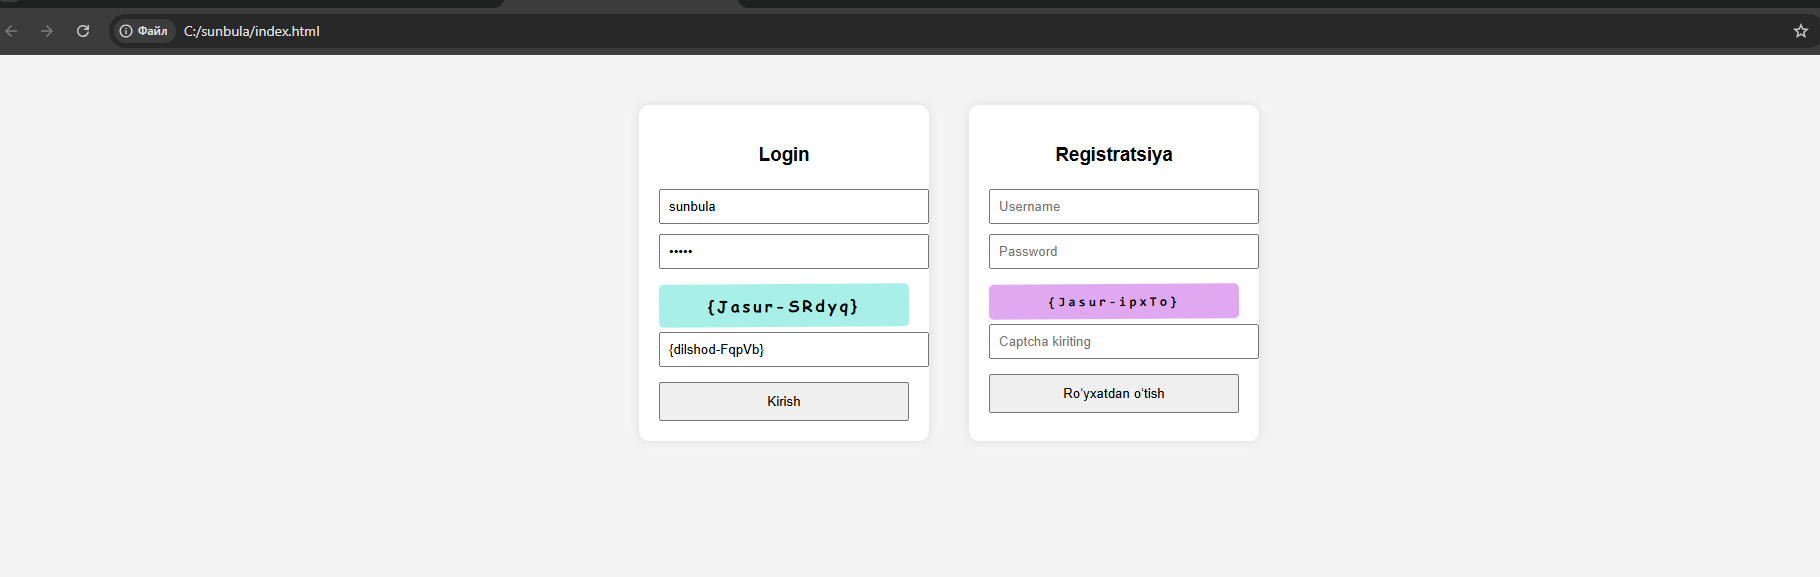 Файл C:/sunbula/index.html
Login
sunbula
•••••
{Jasur-SRdyq}
{dilshod-FqpVb}
Kirish
Registratsiya
Username
Password
{Jasur-ipxTo}
Captcha kiriting
Ro‘yxatdan o‘tish